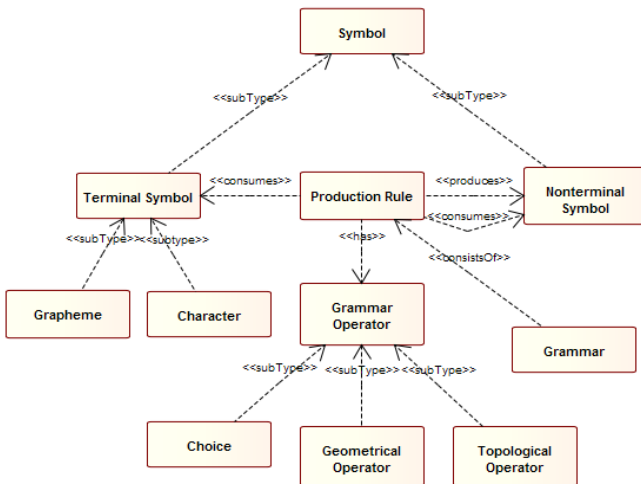 Symbol
<<subType>>
<<subType>>
Terminal Symbol
<<consumes>>
Production Rule
<<produces>>
<<consumes>>
Nonterminal
Symbol
<<subType>>
<<subtype>>
<<has>>
<<consistsOf>>
Grapheme
Character
Grammar
Operator
Grammar
<<subType>>
<<subType>>
<<subType>>
Choice
Geometrical
Operator
Topological
Operator